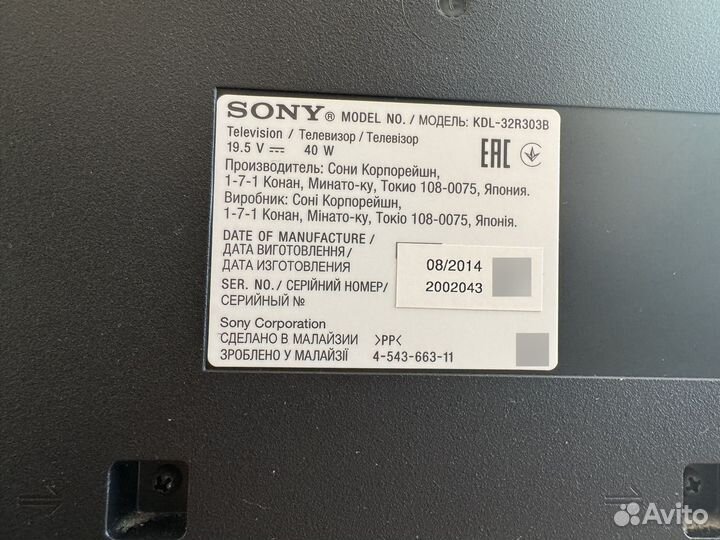 SONY® MODEL NO. / МОДЕЛЬ: KDL-32R303B
Television / Телевизор / Телевізор
19.5 V ⎓ 40 W
EAC
Производитель: Сони Корпорейшн,
1-7-1 Конан, Минато-ку, Токио 108-0075, Япония.
Виробник: Соні Корпорейшн,
1-7-1 Конан, Мінато-ку, Токіо 108-0075, Японія.
DATE OF MANUFACTURE /
ДАТА ВИГОТОВЛЕННЯ /
ДАТА ИЗГОТОВЛЕНИЯ
08/2014
SER. NO. / СЕРІЙНИЙ НОМЕР/
СЕРИЙНЫЙ №
2002043
Sony Corporation
СДЕЛАНО В МАЛАЙЗИИ >PP<
ЗРОБЛЕНО У МАЛАЙЗІЇ 4-543-663-11
Avito